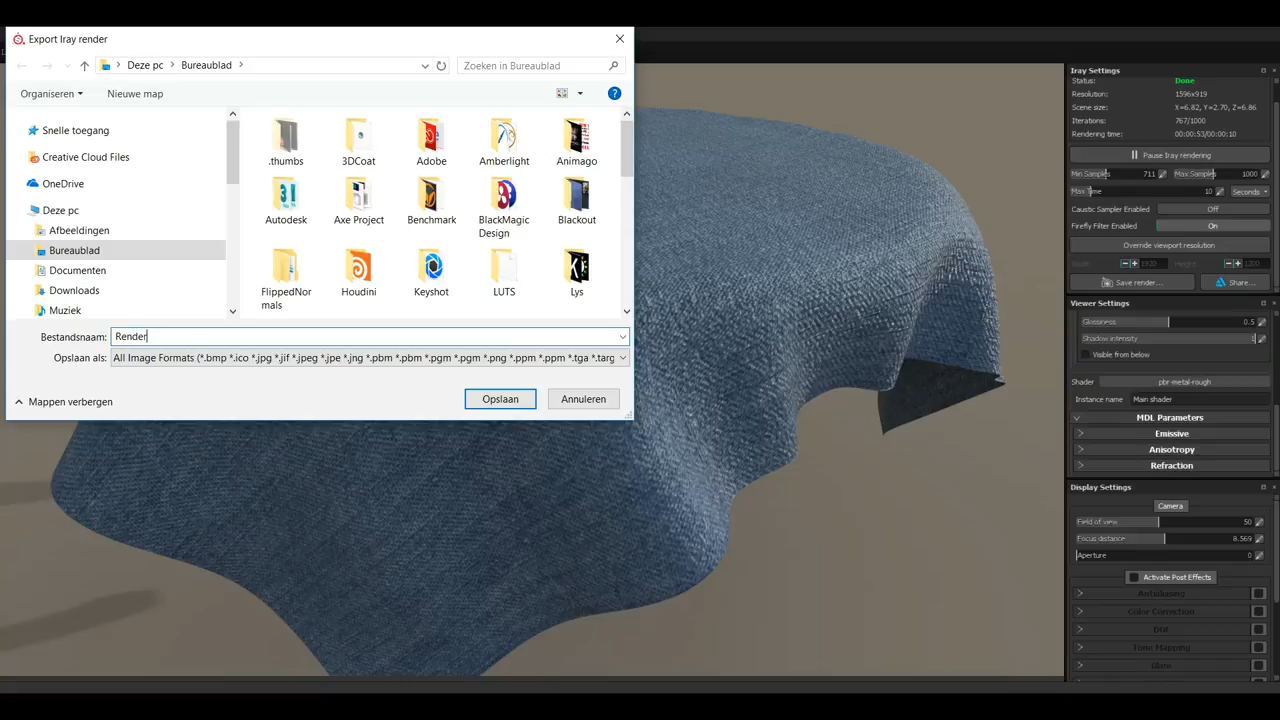 Export Iray render
Deze pc
Bureaublad
Zoeken in Bureaublad
Organiseren
Nieuwe map
Snelle toegang
Creative Cloud Files
OneDrive
Deze pc
Afbeeldingen
Bureaublad
Documenten
Downloads
Muziek
.thumbs
3DCoat
Adobe
Amberlight
Animago
Autodesk
Axe Project
Benchmark
BlackMagic
Design
Blackout
FlippedNor
mals
Houdini
Keyshot
LUTS
Lys
Bestandsnaam: Render
Opslaan als: All Image Formats (*.bmp *.ico *.jpg *.jif *.jpeg *.jpe *.jng *.pbm *.pbm *.pgm *.pgm *.png *.ppm *.ppm *.tga *.targ
Mappen verbergen
Opslaan
Annuleren
Iray Settings
Status: Done
Resolution: 1596x919
Scene size: X=6.82, Y=2.70, Z=6.86
Iterations: 767/1000
Rendering time: 00:00:53/00:00:10
Pause Iray rendering
Min Samples 711
Max Samples 1000
Max Time 10 Seconds
Caustic Sampler Enabled Off
Firefly Filter Enabled On
Override viewport resolution
Width: 1920
Height: 1200
Save render...
Share...
Viewer Settings
Glossiness 0.5
Shadow intensity 1
Visible from below
Shader pbr-metal-rough
Instance name Main shader
MDL Parameters
Emissive
Anisotropy
Refraction
Display Settings
Camera
Field of view 50
Focus distance 8.569
Aperture 0
Activate Post Effects
Antialiasing
Color Correction
DOF
Tone Mapping
Glare